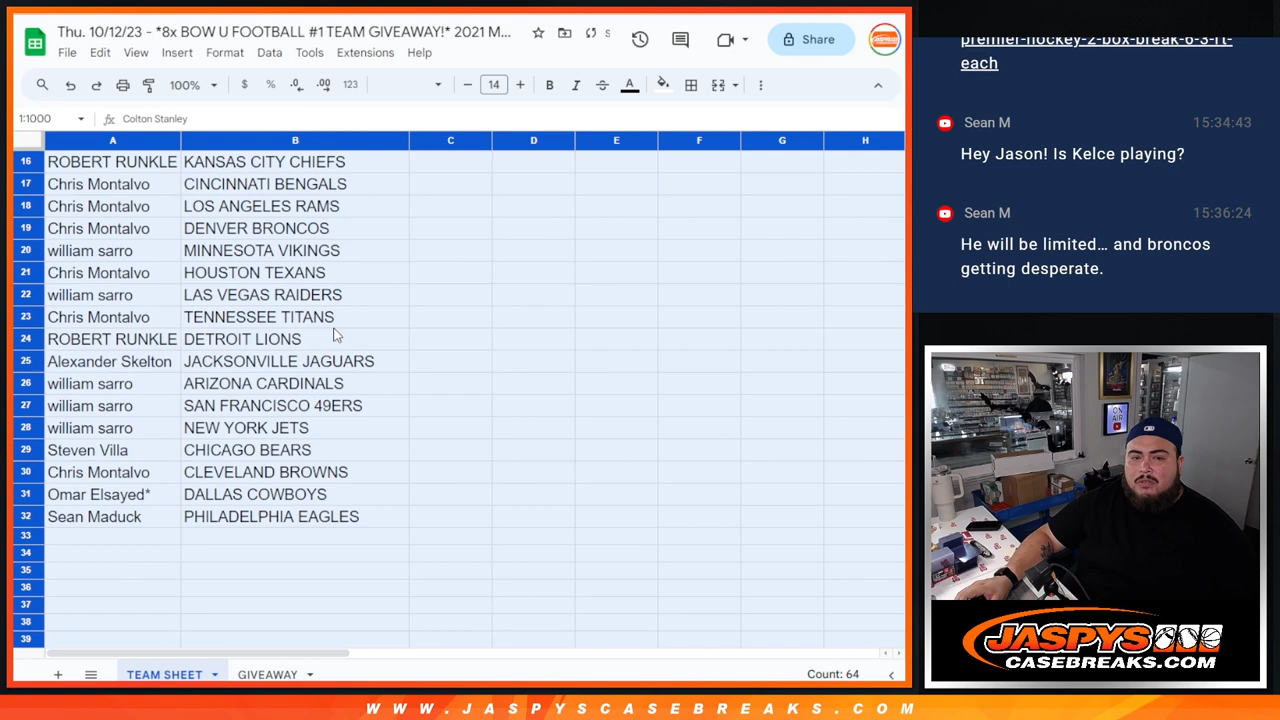 Thu. 10/12/23 - *8x BOW U FOOTBALL #1 TEAM GIVEAWAY!* 2021 M...
File Edit View Insert Format Data Tools Extensions Help
Share
100% $ % .0 .00 123 14 B I S A
1:1000 fx Colton Stanley
A B C D E F G H
16 ROBERT RUNKLE KANSAS CITY CHIEFS
17 Chris Montalvo CINCINNATI BENGALS
18 Chris Montalvo LOS ANGELES RAMS
19 Chris Montalvo DENVER BRONCOS
20 william sarro MINNESOTA VIKINGS
21 Chris Montalvo HOUSTON TEXANS
22 william sarro LAS VEGAS RAIDERS
23 Chris Montalvo TENNESSEE TITANS
24 ROBERT RUNKLE DETROIT LIONS
25 Alexander Skelton JACKSONVILLE JAGUARS
26 william sarro ARIZONA CARDINALS
27 william sarro SAN FRANCISCO 49ERS
28 william sarro NEW YORK JETS
29 Steven Villa CHICAGO BEARS
30 Chris Montalvo CLEVELAND BROWNS
31 Omar Elsayed* DALLAS COWBOYS
32 Sean Maduck PHILADELPHIA EAGLES
33
34
35
36
37
38
39
TEAM SHEET GIVEAWAY Count: 64
premier-hockey-2-box-break-6-3-rt-
each
Sean M 15:34:43
Hey Jason! Is Kelce playing?
Sean M 15:36:24
He will be limited... and broncos
getting desperate.
ON
AIR
JASPYS
CASEBREAKS.COM
WWW.JASPYSCASEBREAKS.COM